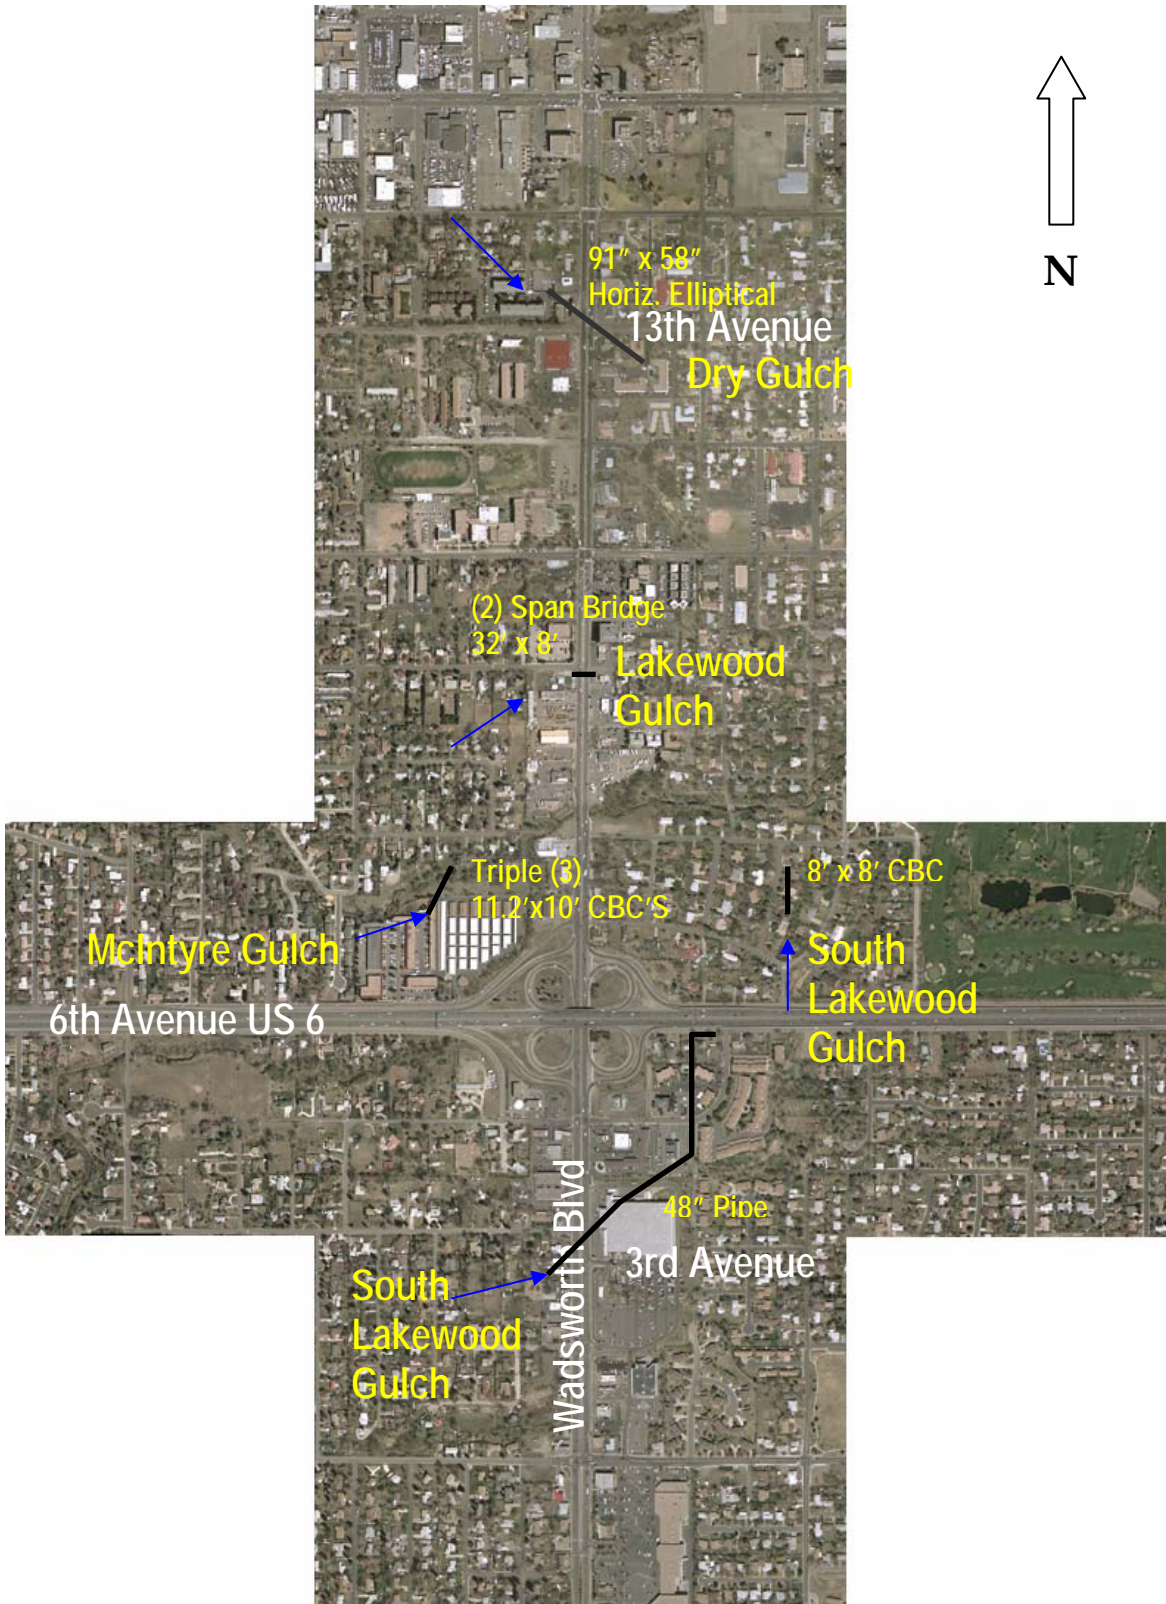 91” x 58”
Horiz. Elliptical
N
13th Avenue
Dry Gulch
(2) Span Bridge
32’ x 8’
Lakewood
Gulch
Triple (3)
11.2’x10’ CBC’S
8’ x 8’ CBC
McIntyre Gulch
South
Lakewood
Gulch
6th Avenue US 6
48” Pipe
3rd Avenue
Wadsworth Blvd
South
Lakewood
Gulch